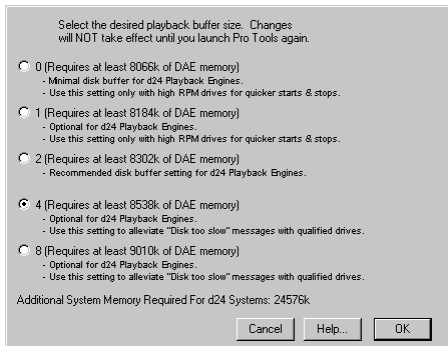 Select the desired playback buffer size. Changes
will NOT take effect until you launch Pro Tools again.
0 (Requires at least 8066k of DAE memory)
- Minimal disk buffer for d24 Playback Engines.
- Use this setting only with high RPM drives for quicker starts & stops.
1 (Requires at least 8184k of DAE memory)
- Optional for d24 Playback Engines.
- Use this setting only with high RPM drives for quicker starts & stops.
2 (Requires at least 8302k of DAE memory)
- Recommended disk buffer setting for d24 Playback Engines.
4 (Requires at least 8538k of DAE memory)
- Optional for d24 Playback Engines.
- Use this setting to alleviate "Disk too slow" messages with qualified drives.
8 (Requires at least 9010k of DAE memory)
- Optional for d24 Playback Engines.
- Use this setting to alleviate "Disk too slow" messages with qualified drives.
Additional System Memory Required For d24 Systems: 24576k
Cancel Help... OK